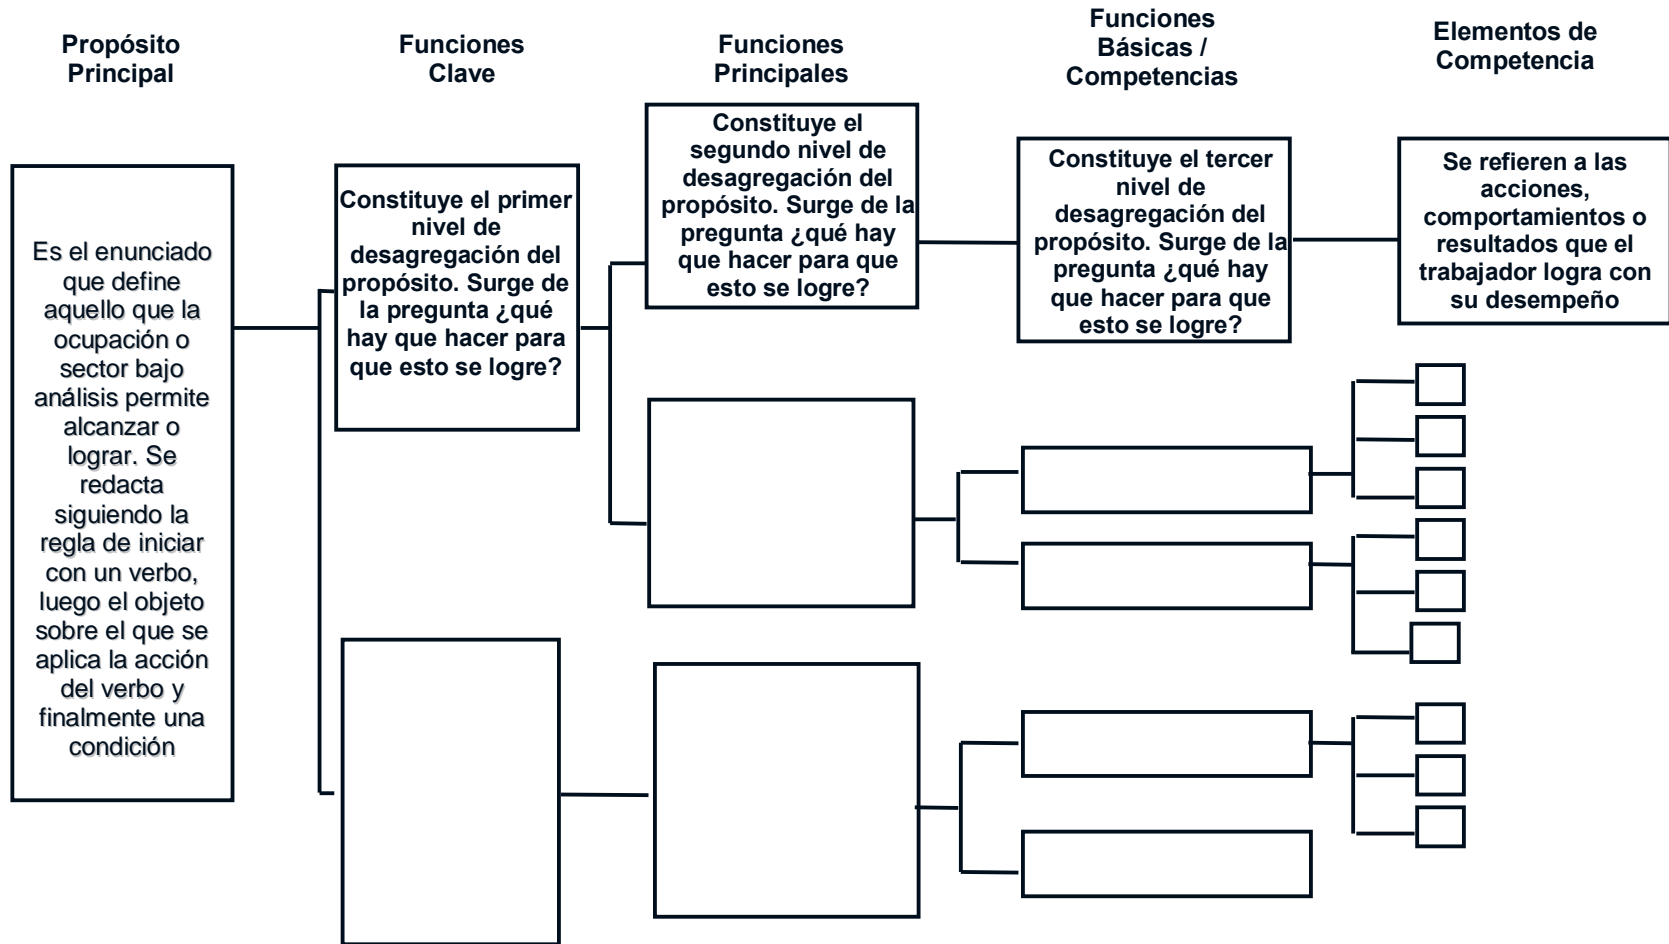 Propósito
Principal
Funciones
Clave
Funciones
Principales
Funciones
Básicas /
Competencias
Elementos de
Competencia
Es el enunciado
que define
aquello que la
ocupación o
sector bajo
análisis permite
alcanzar o
lograr. Se
redacta
siguiendo la
regla de iniciar
con un verbo,
luego el objeto
sobre el que se
aplica la acción
del verbo y
finalmente una
condición
Constituye el primer
nivel de
desagregación del
propósito. Surge de
la pregunta ¿qué
hay que hacer para
que esto se logre?
Constituye el
segundo nivel de
desagregación del
propósito. Surge de la
pregunta ¿qué hay
que hacer para que
esto se logre?
Constituye el tercer
nivel de
desagregación del
propósito. Surge de la
pregunta ¿qué hay
que hacer para que
esto se logre?
Se refieren a las
acciones,
comportamientos o
resultados que el
trabajador logra con
su desempeño